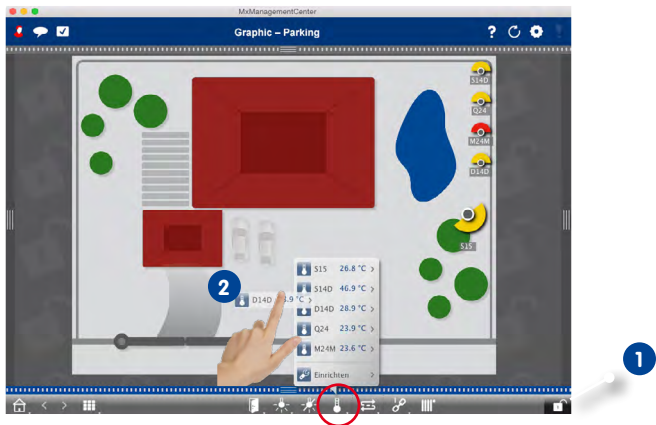 MxManagementCenter
Graphic – Parking
?
S14D
Q24
M24M
D14D
S15
S15 26.8 °C >
S14D 46.9 °C >
D14D 28.9 °C >
Q24 23.9 °C >
M24M 23.6 °C >
Einrichten >
2
D14D .9 °C >
1